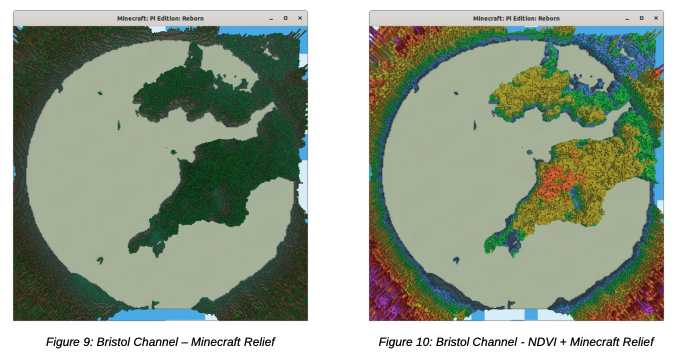 Minecraft: Pi Edition: Reborn
Minecraft: Pi Edition: Reborn
Figure 9: Bristol Channel – Minecraft Relief
Figure 10: Bristol Channel - NDVI + Minecraft Relief